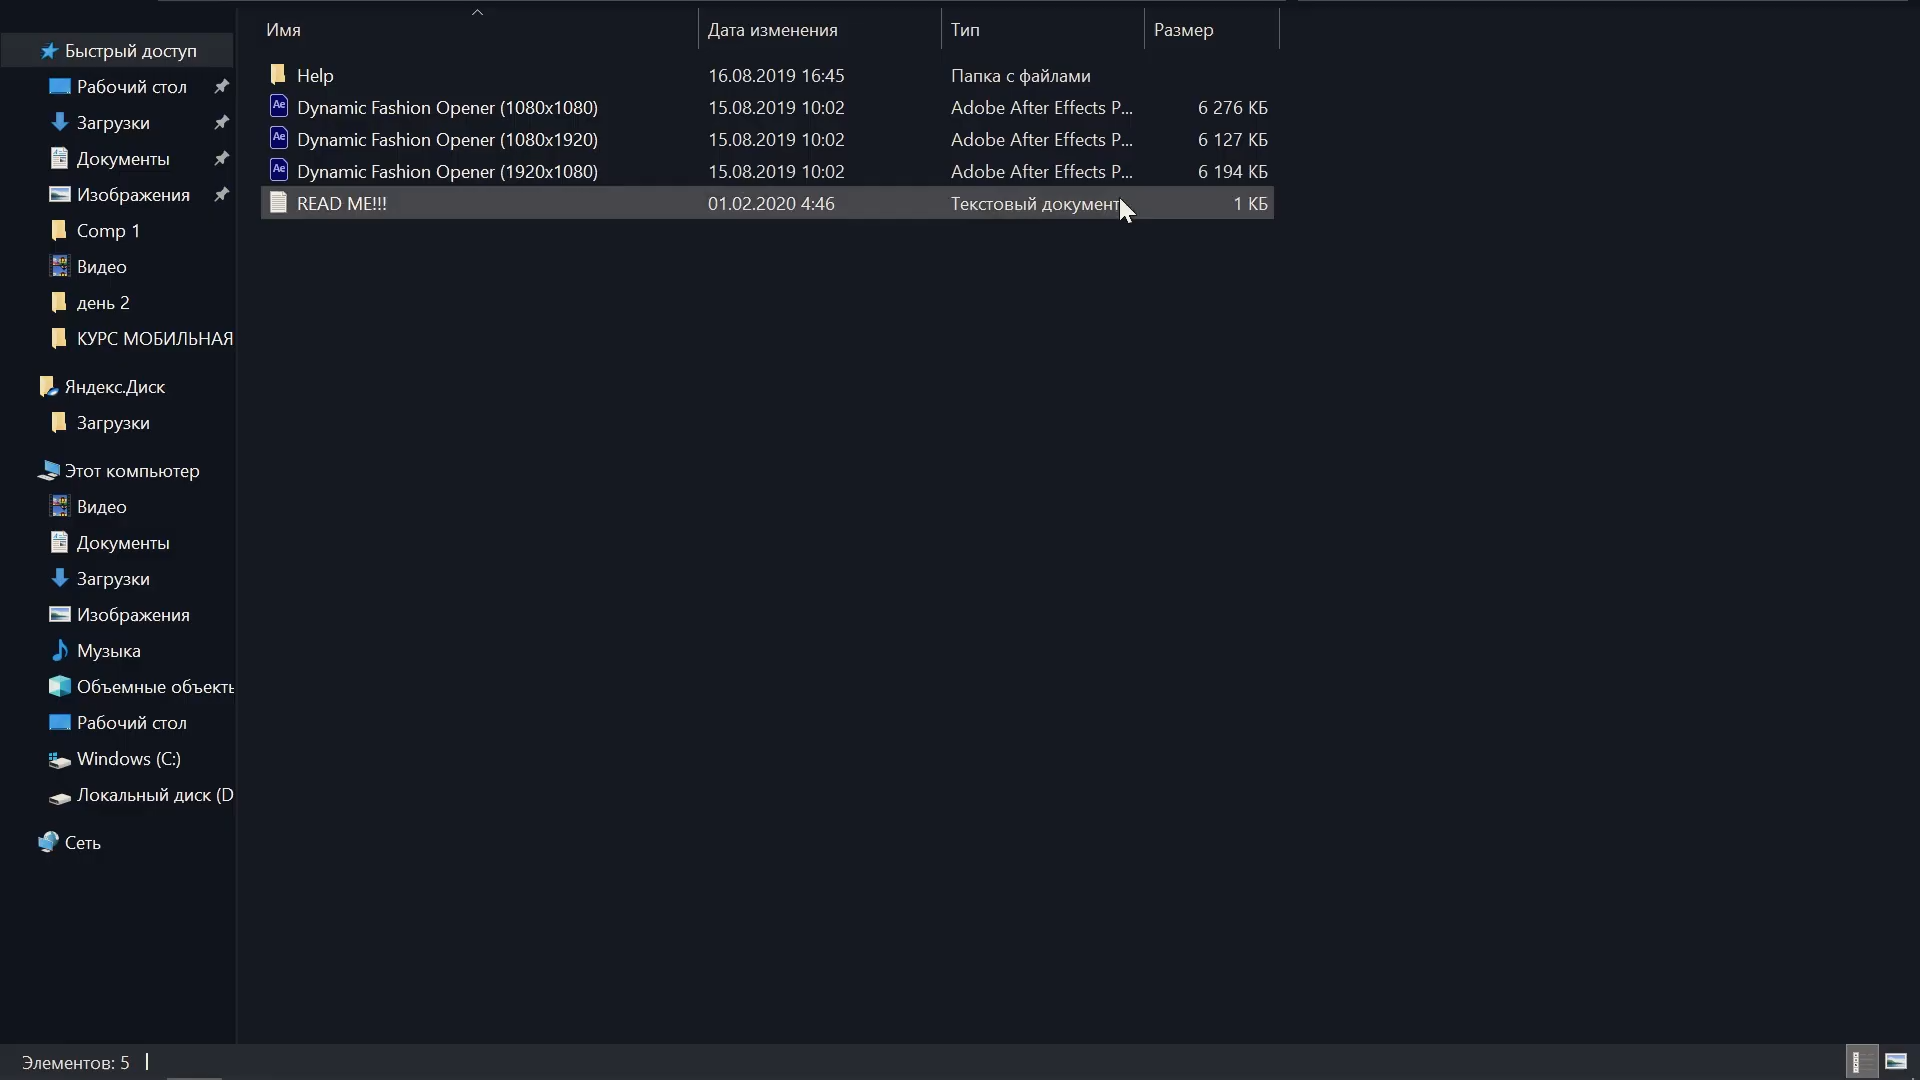 Имя Дата изменения Тип Размер
Help 16.08.2019 16:45 Папка с файлами
Ae Dynamic Fashion Opener (1080x1080) 15.08.2019 10:02 Adobe After Effects P... 6 276 КБ
Ae Dynamic Fashion Opener (1080x1920) 15.08.2019 10:02 Adobe After Effects P... 6 127 КБ
Ae Dynamic Fashion Opener (1920x1080) 15.08.2019 10:02 Adobe After Effects P... 6 194 КБ
READ ME!!! 01.02.2020 4:46 Текстовый документ 1 КБ
Быстрый доступ
Рабочий стол
Загрузки
Документы
Изображения
Comp 1
Видео
день 2
КУРС МОБИЛЬНАЯ
Яндекс.Диск
Загрузки
Этот компьютер
Видео
Документы
Загрузки
Изображения
Музыка
Объемные объекты
Рабочий стол
Windows (C:)
Локальный диск (D
Сеть
Элементов: 5